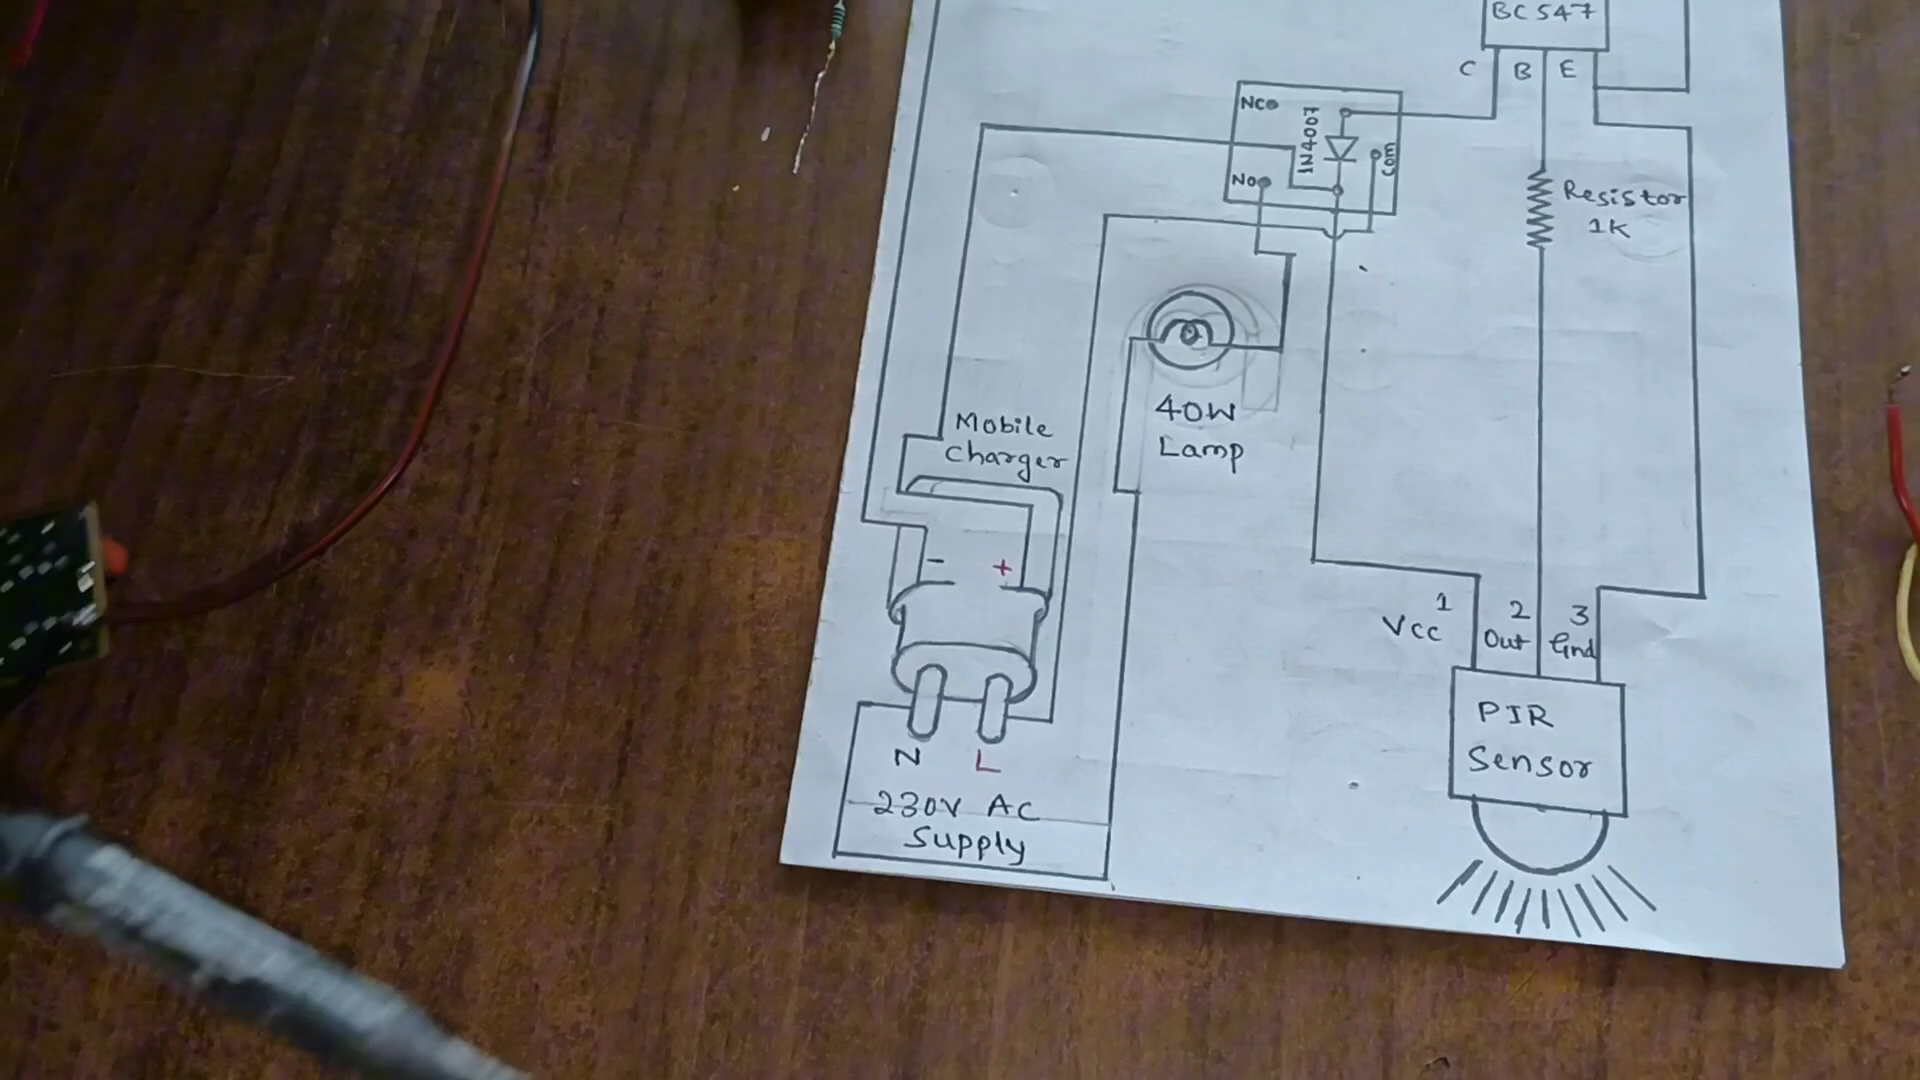 BC547
C B E
NC
1N4007
Com
NO
Resistor
1K
40W
Lamp
Mobile
Charger
- +
N L
230V AC
Supply
1 2 3
Vcc Out Gnd
PIR
Sensor